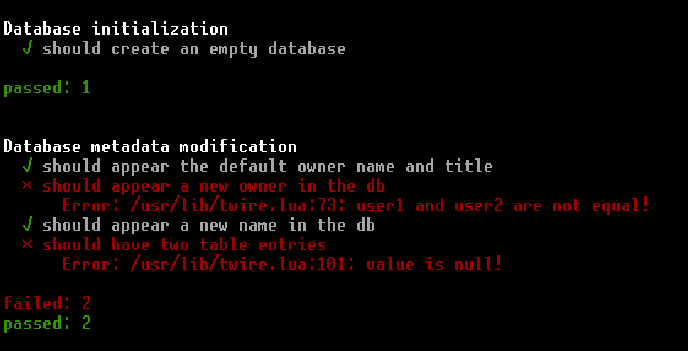 Database initialization
√ should create an empty database
passed: 1
Database metadata modification
√ should appear the default owner name and title
× should appear a new owner in the db
Error: /usr/lib/twire.lua:73: user1 and user2 are not equal!
√ should appear a new name in the db
× should have two table entries
Error: /usr/lib/twire.lua:101: value is null!
failed: 2
passed: 2